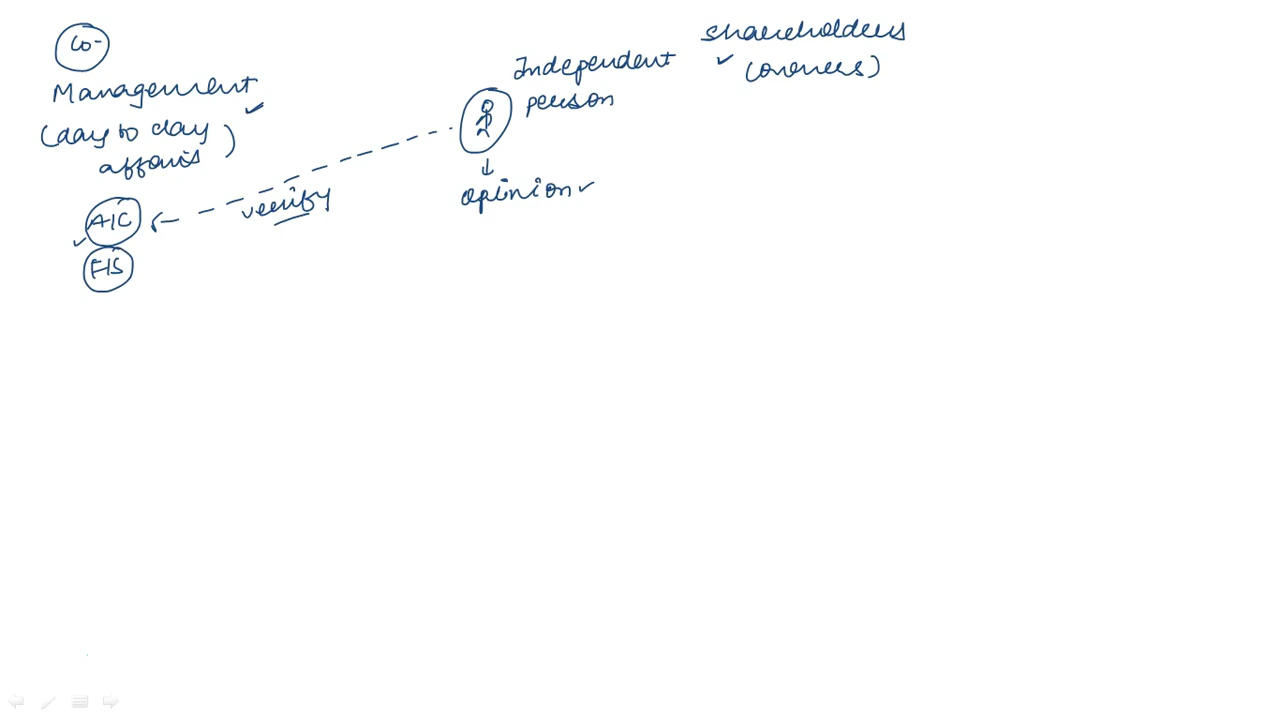 Co-
Management
(day to day
affairs)
A/C
F/S
verify
Independent
person
opinion
shareholders
(owners)